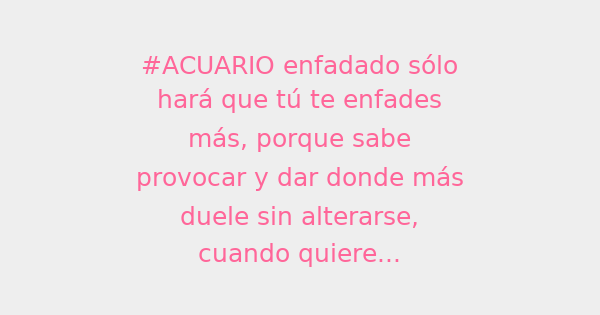 #ACUARIO enfadado sólo
hará que tú te enfades
más, porque sabe
provocar y dar donde más
duele sin alterarse,
cuando quiere...